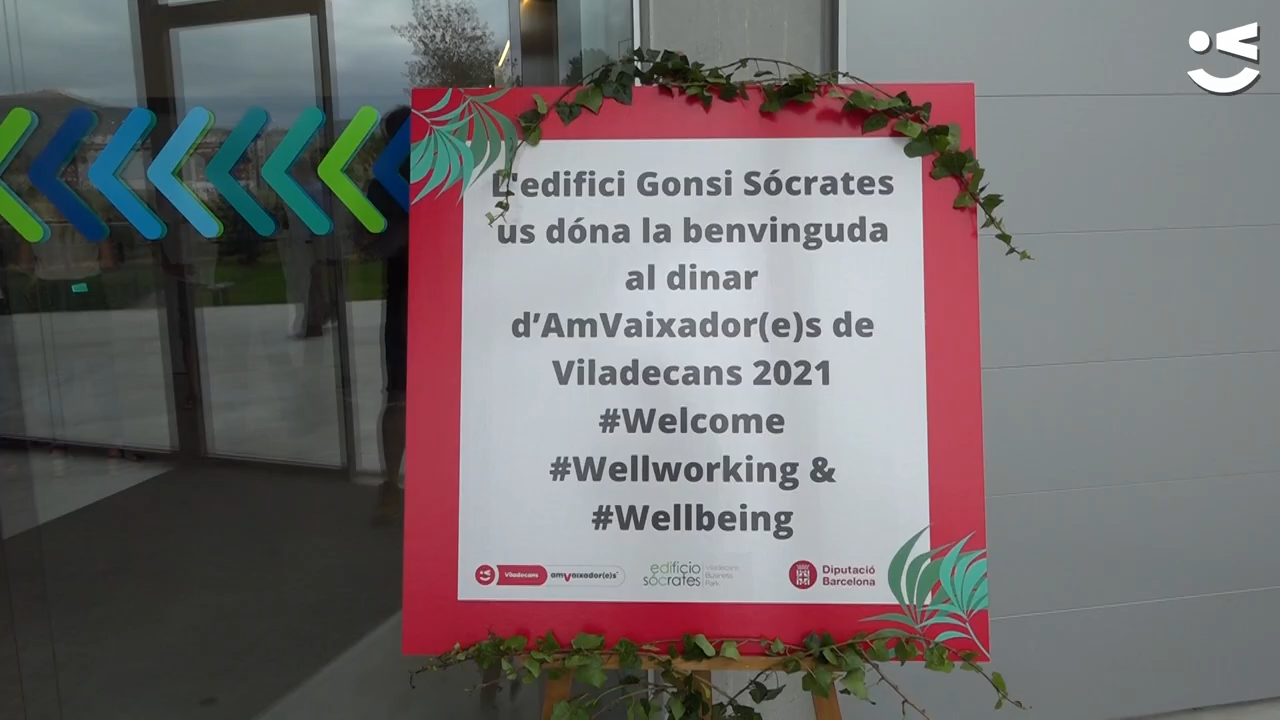 L'edifici Gonsi Sócrates
us dóna la benvinguda
al dinar
d’AmVaixador(e)s de
Viladecans 2021
#Welcome
#Wellworking &
#Wellbeing
Viladecans amVaixador(e)s
edificio
sócrates
Viladecans
Business
Park
Diputació
Barcelona